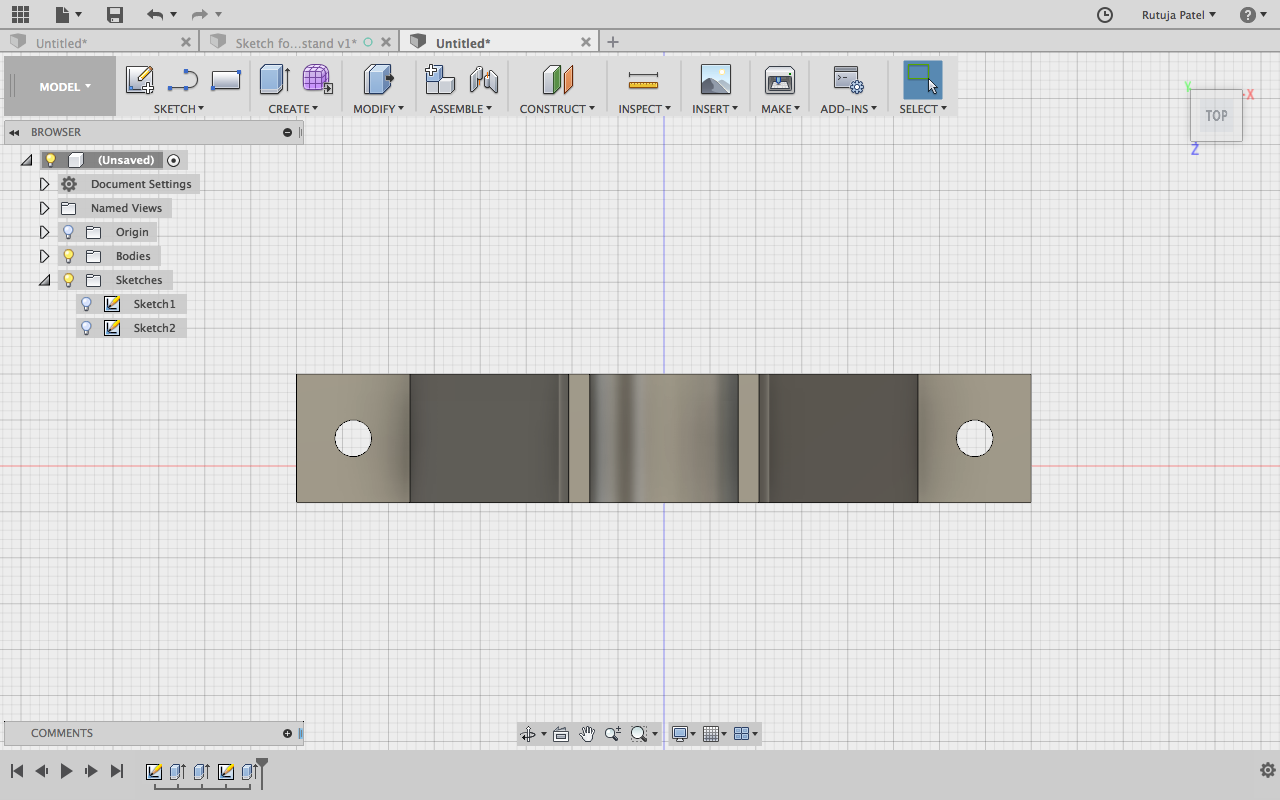 Rutuja Patel
Untitled*
Sketch fo...stand v1*
Untitled*
MODEL
SKETCH
CREATE
MODIFY
ASSEMBLE
CONSTRUCT
INSPECT
INSERT
MAKE
ADD-INS
SELECT
Y
X
TOP
Z
BROWSER
(Unsaved)
Document Settings
Named Views
Origin
Bodies
Sketches
Sketch1
Sketch2
COMMENTS